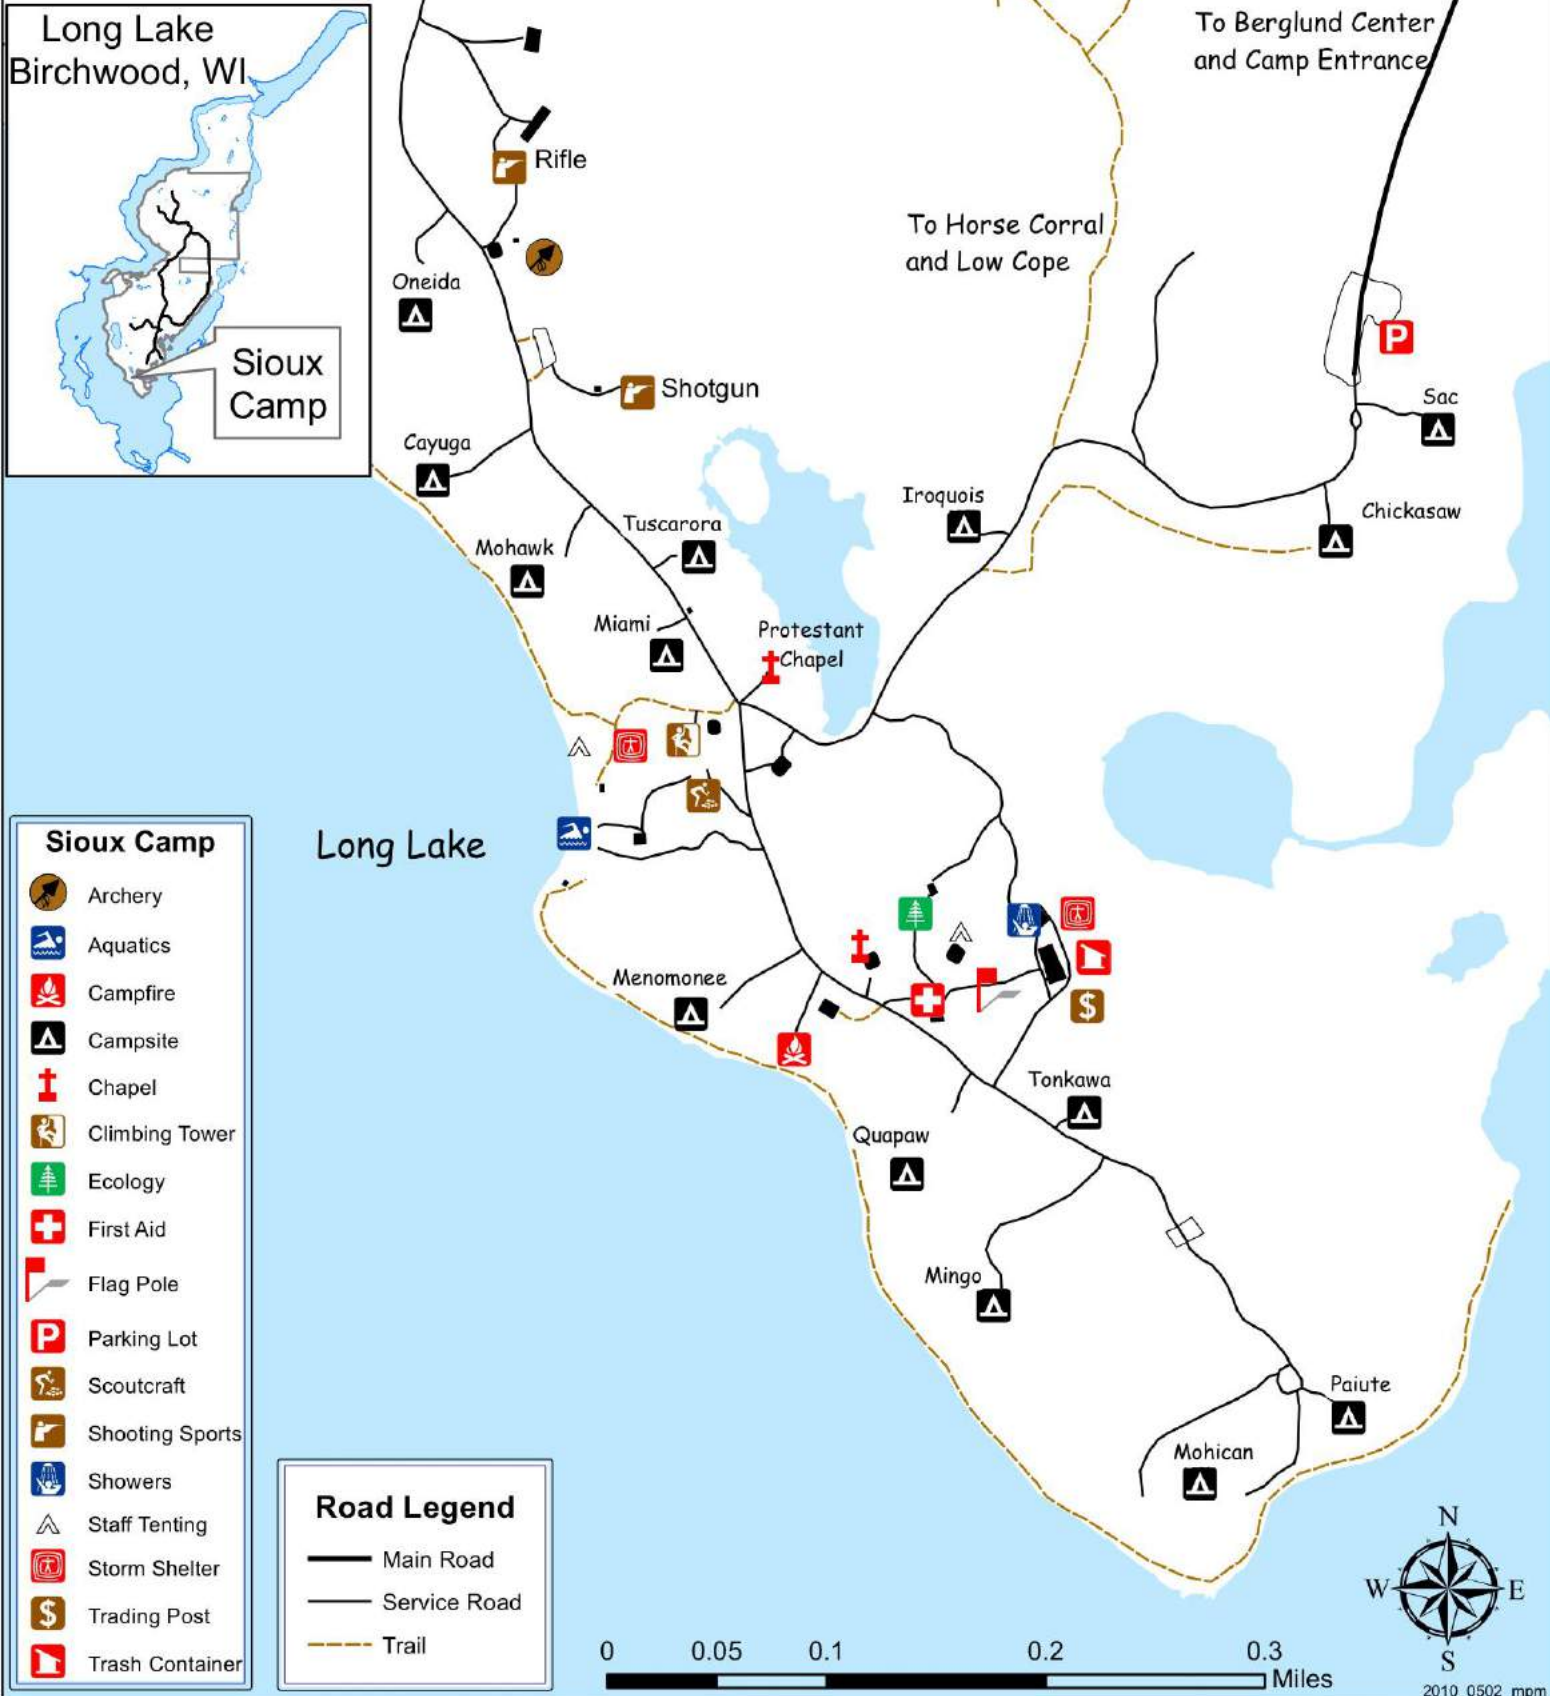 Long Lake
Birchwood, WI
Sioux
Camp
To Berglund Center
and Camp Entrance
Rifle
To Horse Corral
and Low Cope
Oneida
P
Shotgun
Sac
Cayuga
Iroquois
Chickasaw
Tuscarora
Mohawk
Miami
Protestant
Chapel
Long Lake
Menomonee
$
Tonkawa
Quapaw
Mingo
Paiute
Mohican
Sioux Camp
Archery
Aquatics
Campfire
Campsite
Chapel
Climbing Tower
Ecology
First Aid
Flag Pole
P Parking Lot
Scoutcraft
Shooting Sports
Showers
Staff Tenting
Storm Shelter
$ Trading Post
Trash Container
Road Legend
Main Road
Service Road
Trail
0 0.05 0.1 0.2 0.3
Miles
N
W E
S
2010_0502_mpm